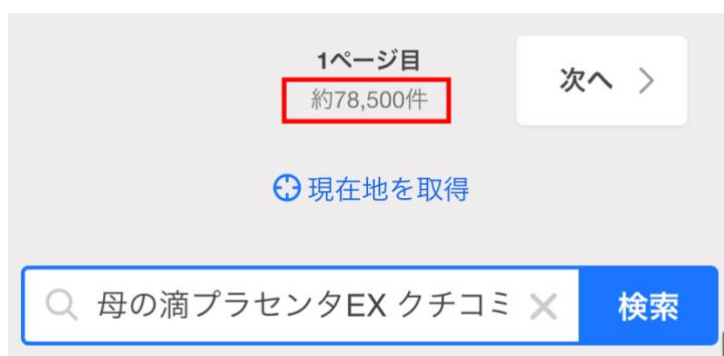 1ページ目
次へ
約78,500件
現在地を取得
母の滴プラセンタEX クチコミ
検索